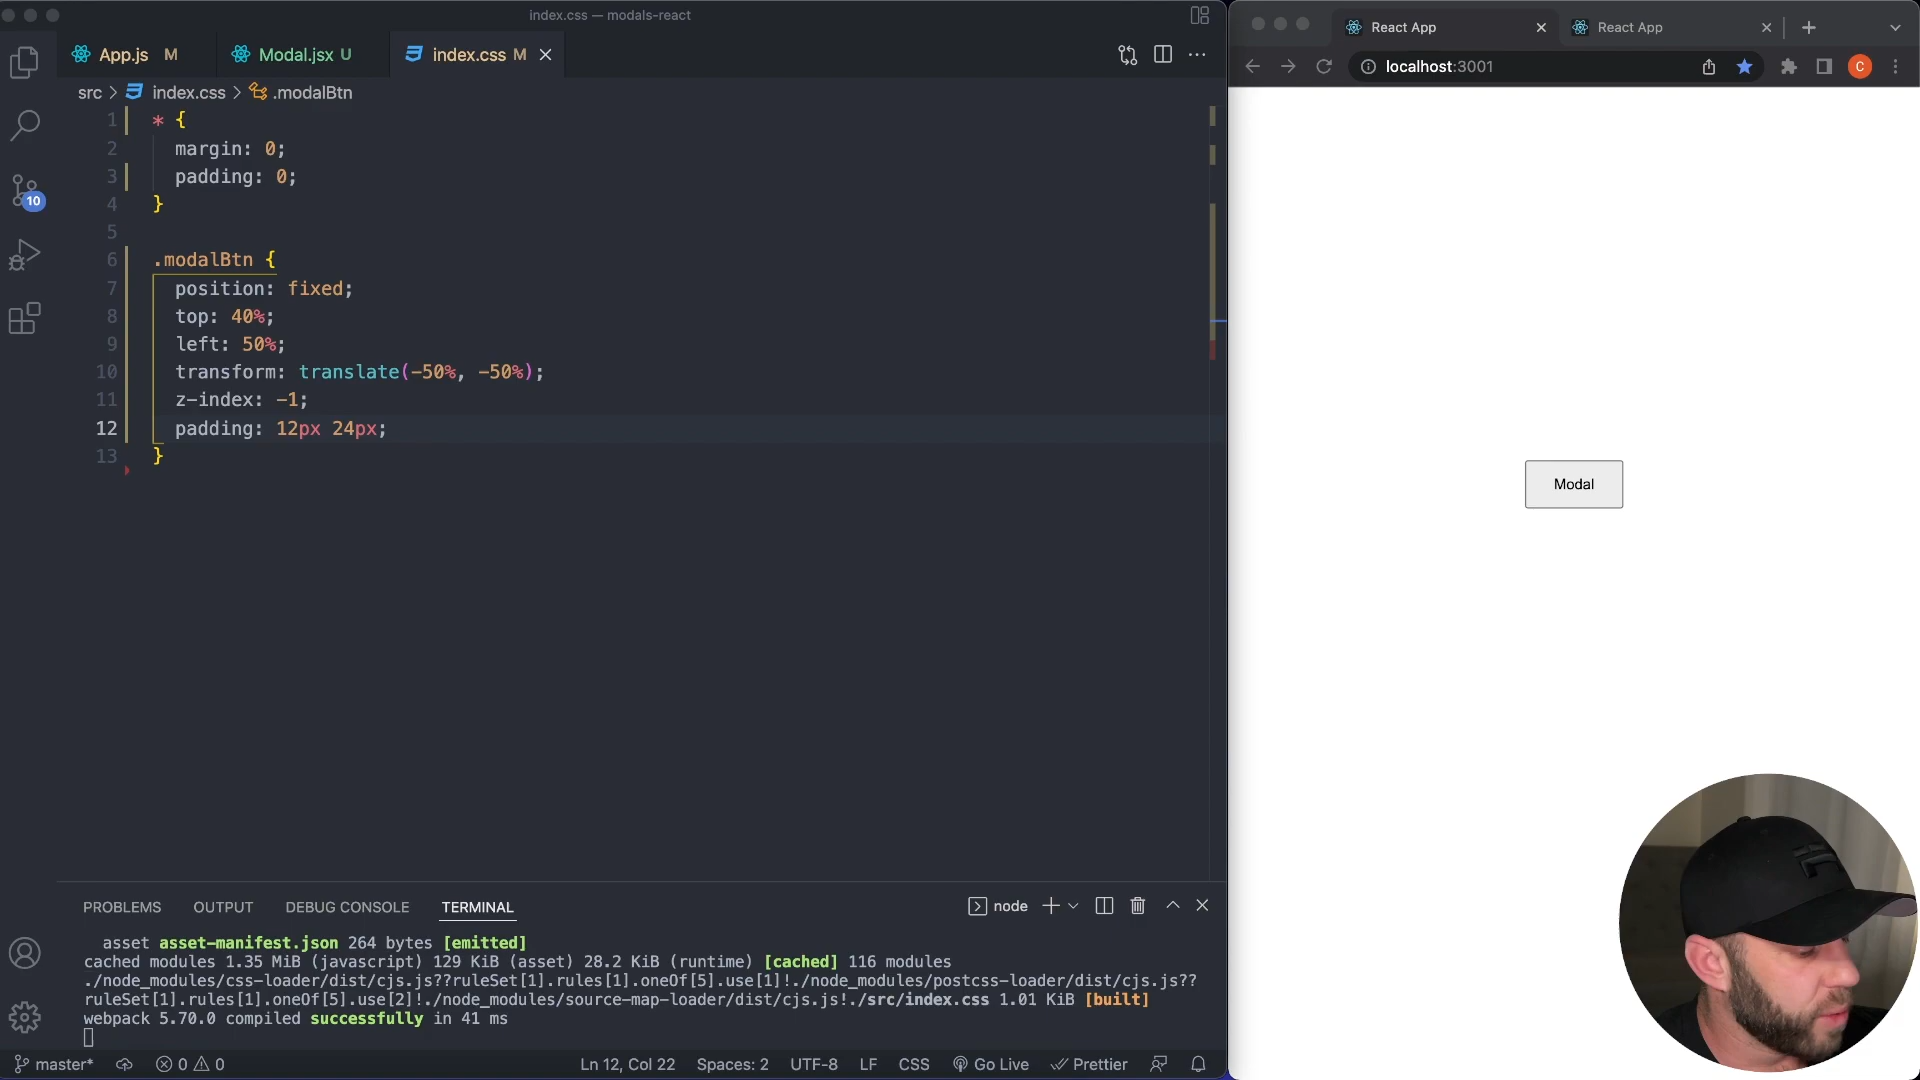 index.css — modals-react
App.js M
Modal.jsx U
index.css M
src > index.css > .modalBtn
1 * {
2 margin: 0;
3 padding: 0;
4 }
5
6 .modalBtn {
7 position: fixed;
8 top: 40%;
9 left: 50%;
10 transform: translate(-50%, -50%);
11 z-index: -1;
12 padding: 12px 24px;
13 }
10
PROBLEMS OUTPUT DEBUG CONSOLE TERMINAL
node
asset asset-manifest.json 264 bytes [emitted]
cached modules 1.35 MiB (javascript) 129 KiB (asset) 28.2 KiB (runtime) [cached] 116 modules
./node_modules/css-loader/dist/cjs.js??ruleSet[1].rules[1].oneOf[5].use[1]!./node_modules/postcss-loader/dist/cjs.js??
ruleSet[1].rules[1].oneOf[5].use[2]!./node_modules/source-map-loader/dist/cjs.js!./src/index.css 1.01 KiB [built]
webpack 5.70.0 compiled successfully in 41 ms
master* 0 0 Ln 12, Col 22 Spaces: 2 UTF-8 LF CSS Go Live Prettier
React App
React App
localhost:3001
C
Modal